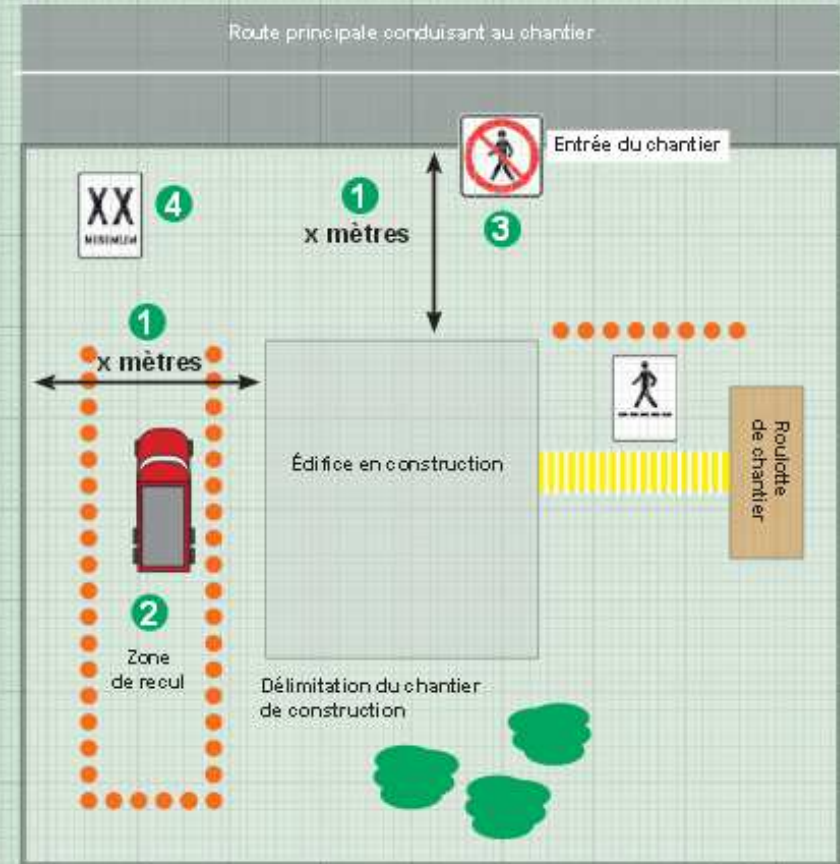 Route principale conduisant au chantier
Entrée du chantier
XX
MINIMUM
4
1
x mètres
3
1
x mètres
Édifice en construction
Roulotte
de chantier
2
Zone
de recul
Délimitation du chantier
de construction